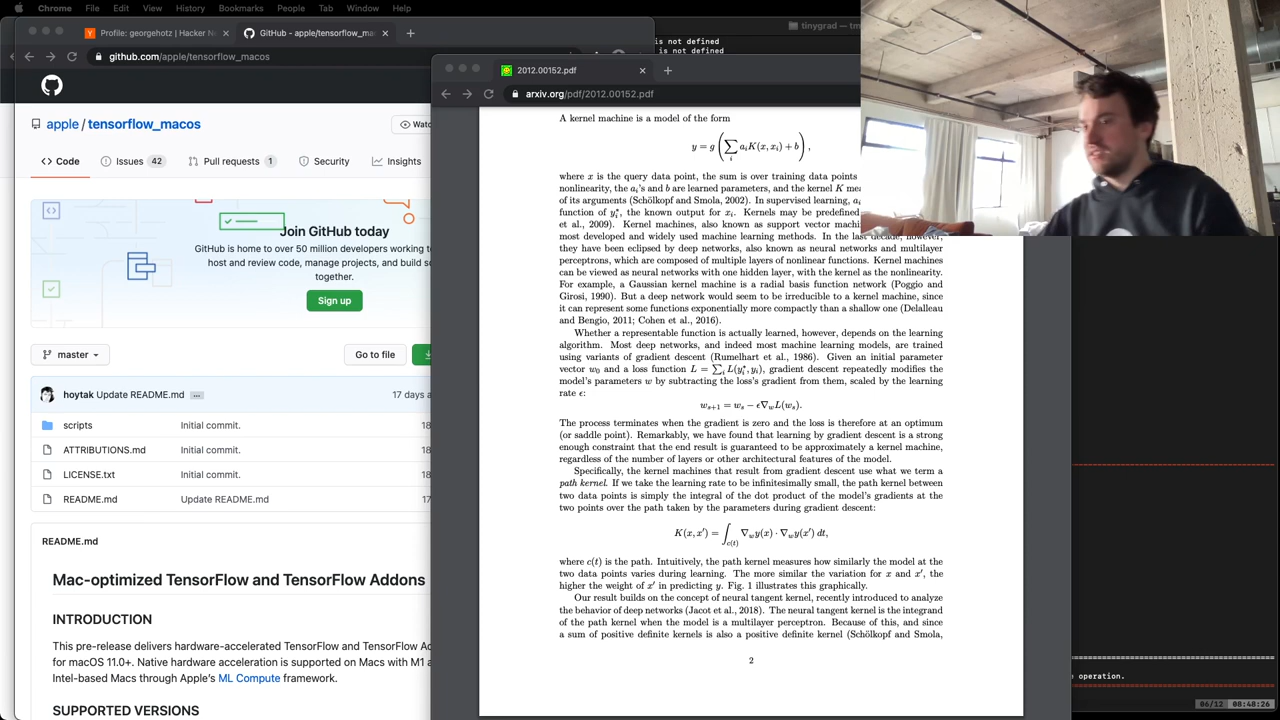 Chrome File Edit View History Bookmarks People Tab Window Help
tinygrad — tm
Profile: georgehotz | Hacker N
GitHub - apple/tensorflow_mac
is not defined
is not defined
github.com/apple/tensorflow_macos
2012.00152.pdf
arxiv.org/pdf/2012.00152.pdf
apple / tensorflow_macos
Code
Issues 42
Pull requests 1
Security
Insights
Join GitHub today
GitHub is home to over 50 million developers working to
host and review code, manage projects, and build so
together.
Sign up
master
Go to file
hoytak Update README.md ...
17 days a
scripts Initial commit. 18
ATTRIBUTIONS.md Initial commit. 18
LICENSE.txt Initial commit. 18
README.md Update README.md 17
README.md
Mac-optimized TensorFlow and TensorFlow Addons
INTRODUCTION
This pre-release delivers hardware-accelerated TensorFlow and TensorFlow Ad
for macOS 11.0+. Native hardware acceleration is supported on Macs with M1 a
Intel-based Macs through Apple's ML Compute framework.
SUPPORTED VERSIONS
A kernel machine is a model of the form
y = g ( ∑_i a_i K(x, x_i) + b ) ,
where x is the query data point, the sum is over training data points
nonlinearity, the a_i's and b are learned parameters, and the kernel K mea
of its arguments (Schölkopf and Smola, 2002). In supervised learning, a_i
function of y_i^*, the known output for x_i. Kernels may be predefined
et al., 2009). Kernel machines, also known as support vector machi
most developed and widely used machine learning methods. In the last decade, however,
they have been eclipsed by deep networks, also known as neural networks and multilayer
perceptrons, which are composed of multiple layers of nonlinear functions. Kernel machines
can be viewed as neural networks with one hidden layer, with the kernel as the nonlinearity.
For example, a Gaussian kernel machine is a radial basis function network (Poggio and
Girosi, 1990). But a deep network would seem to be irreducible to a kernel machine, since
it can represent some functions exponentially more compactly than a shallow one (Delalleau
and Bengio, 2011; Cohen et al., 2016).
Whether a representable function is actually learned, however, depends on the learning
algorithm. Most deep networks, and indeed most machine learning models, are trained
using variants of gradient descent (Rumelhart et al., 1986). Given an initial parameter
vector w_0 and a loss function L = ∑_i L(y_i^*, y_i), gradient descent repeatedly modifies the
model's parameters w by subtracting the loss's gradient from them, scaled by the learning
rate ϵ:
w_{s+1} = w_s − ϵ∇_w L(w_s).
The process terminates when the gradient is zero and the loss is therefore at an optimum
(or saddle point). Remarkably, we have found that learning by gradient descent is a strong
enough constraint that the end result is guaranteed to be approximately a kernel machine,
regardless of the number of layers or other architectural features of the model.
Specifically, the kernel machines that result from gradient descent use what we term a
path kernel. If we take the learning rate to be infinitesimally small, the path kernel between
two data points is simply the integral of the dot product of the model's gradients at the
two points over the path taken by the parameters during gradient descent:
K(x, x′) = ∫_{c(t)} ∇_w y(x) · ∇_w y(x′) dt,
where c(t) is the path. Intuitively, the path kernel measures how similarly the model at the
two data points varies during learning. The more similar the variation for x and x′, the
higher the weight of x′ in predicting y. Fig. 1 illustrates this graphically.
Our result builds on the concept of neural tangent kernel, recently introduced to analyze
the behavior of deep networks (Jacot et al., 2018). The neural tangent kernel is the integrand
of the path kernel when the model is a multilayer perceptron. Because of this, and since
a sum of positive definite kernels is also a positive definite kernel (Schölkopf and Smola,
2
operation.
06/12 08:48:26